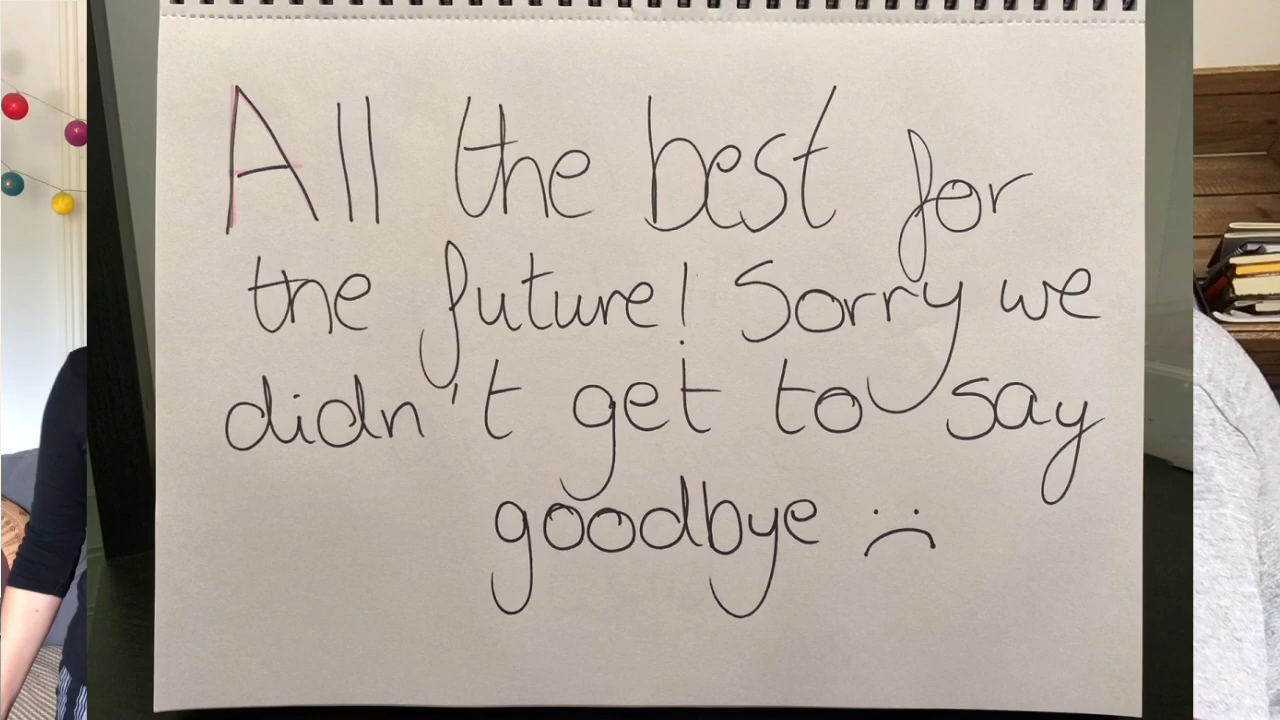 All the best for
the future! Sorry we
didn't get to say
goodbye :(